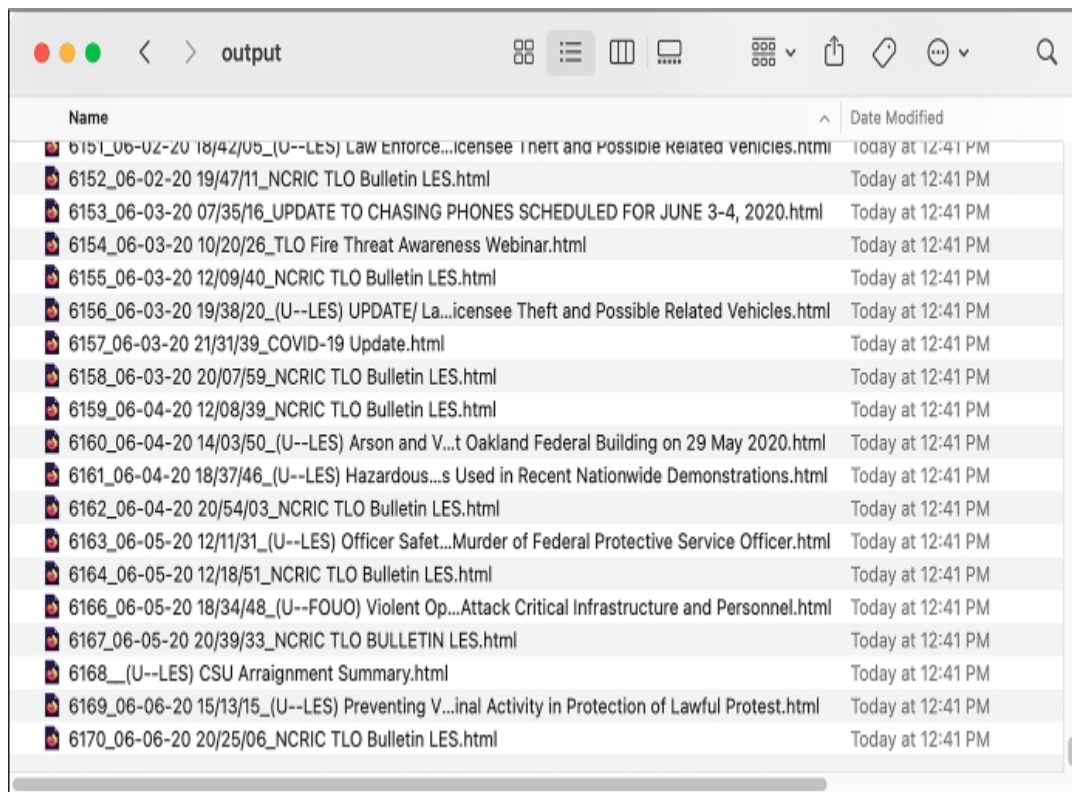 output
Name Date Modified
6151_06-02-20 18/42/05_(U--LES) Law Enforce...icensee Theft and Possible Related Vehicles.html Today at 12:41 PM
6152_06-02-20 19/47/11_NCRIC TLO Bulletin LES.html Today at 12:41 PM
6153_06-03-20 07/35/16_UPDATE TO CHASING PHONES SCHEDULED FOR JUNE 3-4, 2020.html Today at 12:41 PM
6154_06-03-20 10/20/26_TLO Fire Threat Awareness Webinar.html Today at 12:41 PM
6155_06-03-20 12/09/40_NCRIC TLO Bulletin LES.html Today at 12:41 PM
6156_06-03-20 19/38/20_(U--LES) UPDATE/ La...icensee Theft and Possible Related Vehicles.html Today at 12:41 PM
6157_06-03-20 21/31/39_COVID-19 Update.html Today at 12:41 PM
6158_06-03-20 20/07/59_NCRIC TLO Bulletin LES.html Today at 12:41 PM
6159_06-04-20 12/08/39_NCRIC TLO Bulletin LES.html Today at 12:41 PM
6160_06-04-20 14/03/50_(U--LES) Arson and V...t Oakland Federal Building on 29 May 2020.html Today at 12:41 PM
6161_06-04-20 18/37/46_(U--LES) Hazardous...s Used in Recent Nationwide Demonstrations.html Today at 12:41 PM
6162_06-04-20 20/54/03_NCRIC TLO Bulletin LES.html Today at 12:41 PM
6163_06-05-20 12/11/31_(U--LES) Officer Safet...Murder of Federal Protective Service Officer.html Today at 12:41 PM
6164_06-05-20 12/18/51_NCRIC TLO Bulletin LES.html Today at 12:41 PM
6166_06-05-20 18/34/48_(U--FOUO) Violent Op...Attack Critical Infrastructure and Personnel.html Today at 12:41 PM
6167_06-05-20 20/39/33_NCRIC TLO BULLETIN LES.html Today at 12:41 PM
6168__(U--LES) CSU Arraignment Summary.html Today at 12:41 PM
6169_06-06-20 15/13/15_(U--LES) Preventing V...inal Activity in Protection of Lawful Protest.html Today at 12:41 PM
6170_06-06-20 20/25/06_NCRIC TLO Bulletin LES.html Today at 12:41 PM